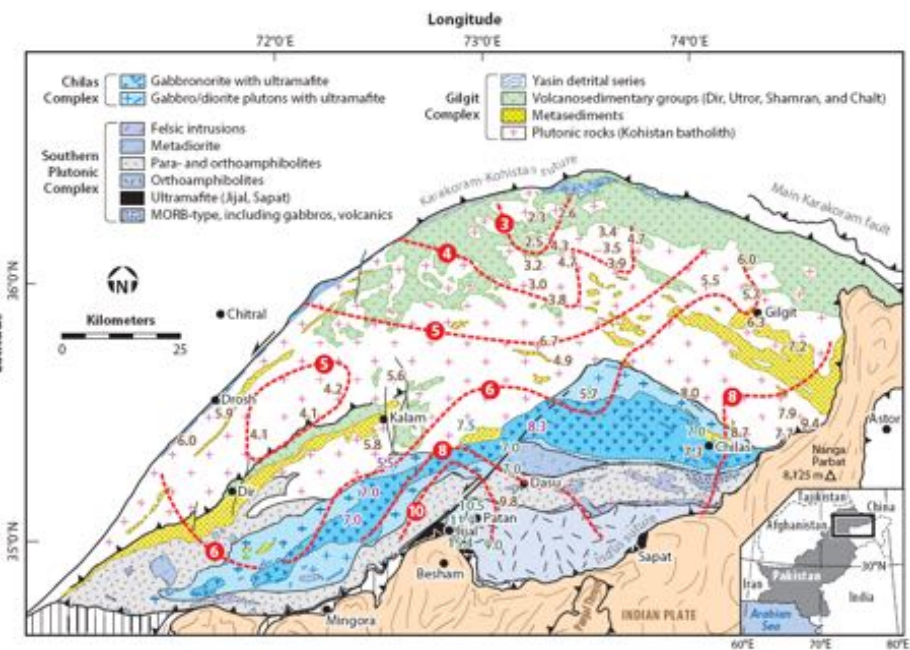 Longitude
72°0'E 73°0'E 74°0'E
Chilas Complex
Gabbronorite with ultramafite
Gabbro/diorite plutons with ultramafite
Southern Plutonic Complex
Felsic intrusions
Metadiorite
Para- and orthoamphibolites
Orthoamphibolites
Ultramafite (Jijal, Sapat)
MORB-type, including gabbros, volcanics
Gilgit Complex
Yasin detrital series
Volcanosedimentary groups (Dir, Utror, Shamran, and Chalt)
Metasediments
Plutonic rocks (Kohistan batholith)
Karakoram-Kohistan suture
Main Karakoram fault
3 2.3 2.6
4 2.5 4.3 3.4 4.7
3.5
3.2 4.7 3.9 6.0
36°0'N
N
3.0 5.5 5.2
3.8
Chitral
Gilgit
Kilometers
0 25
5 6.3
6.7 7.2
4.9
5 5.6
4.2 6 5.7 8.0 8
Drosh
5.9 4.1 Kalam
7.9
9.4
6.0 4.1 5.8 7.5 8.3 7.0 8.7 7.7
Astor
8 7.0 7.3 Chilas
5.5 7.0
Nanga Parbat
8,125 m
Dir 7.0 Dasu
7.0 10 10.5 9.8
Patan
Jijal
35°0'N
6
9.0
Indus suture
Sapat
Besham
Mingora
INDIAN PLATE
Tajikistan
China
Afghanistan
30°N
Pakistan
Iran
India
Arabian Sea
60°E 70°E 80°E